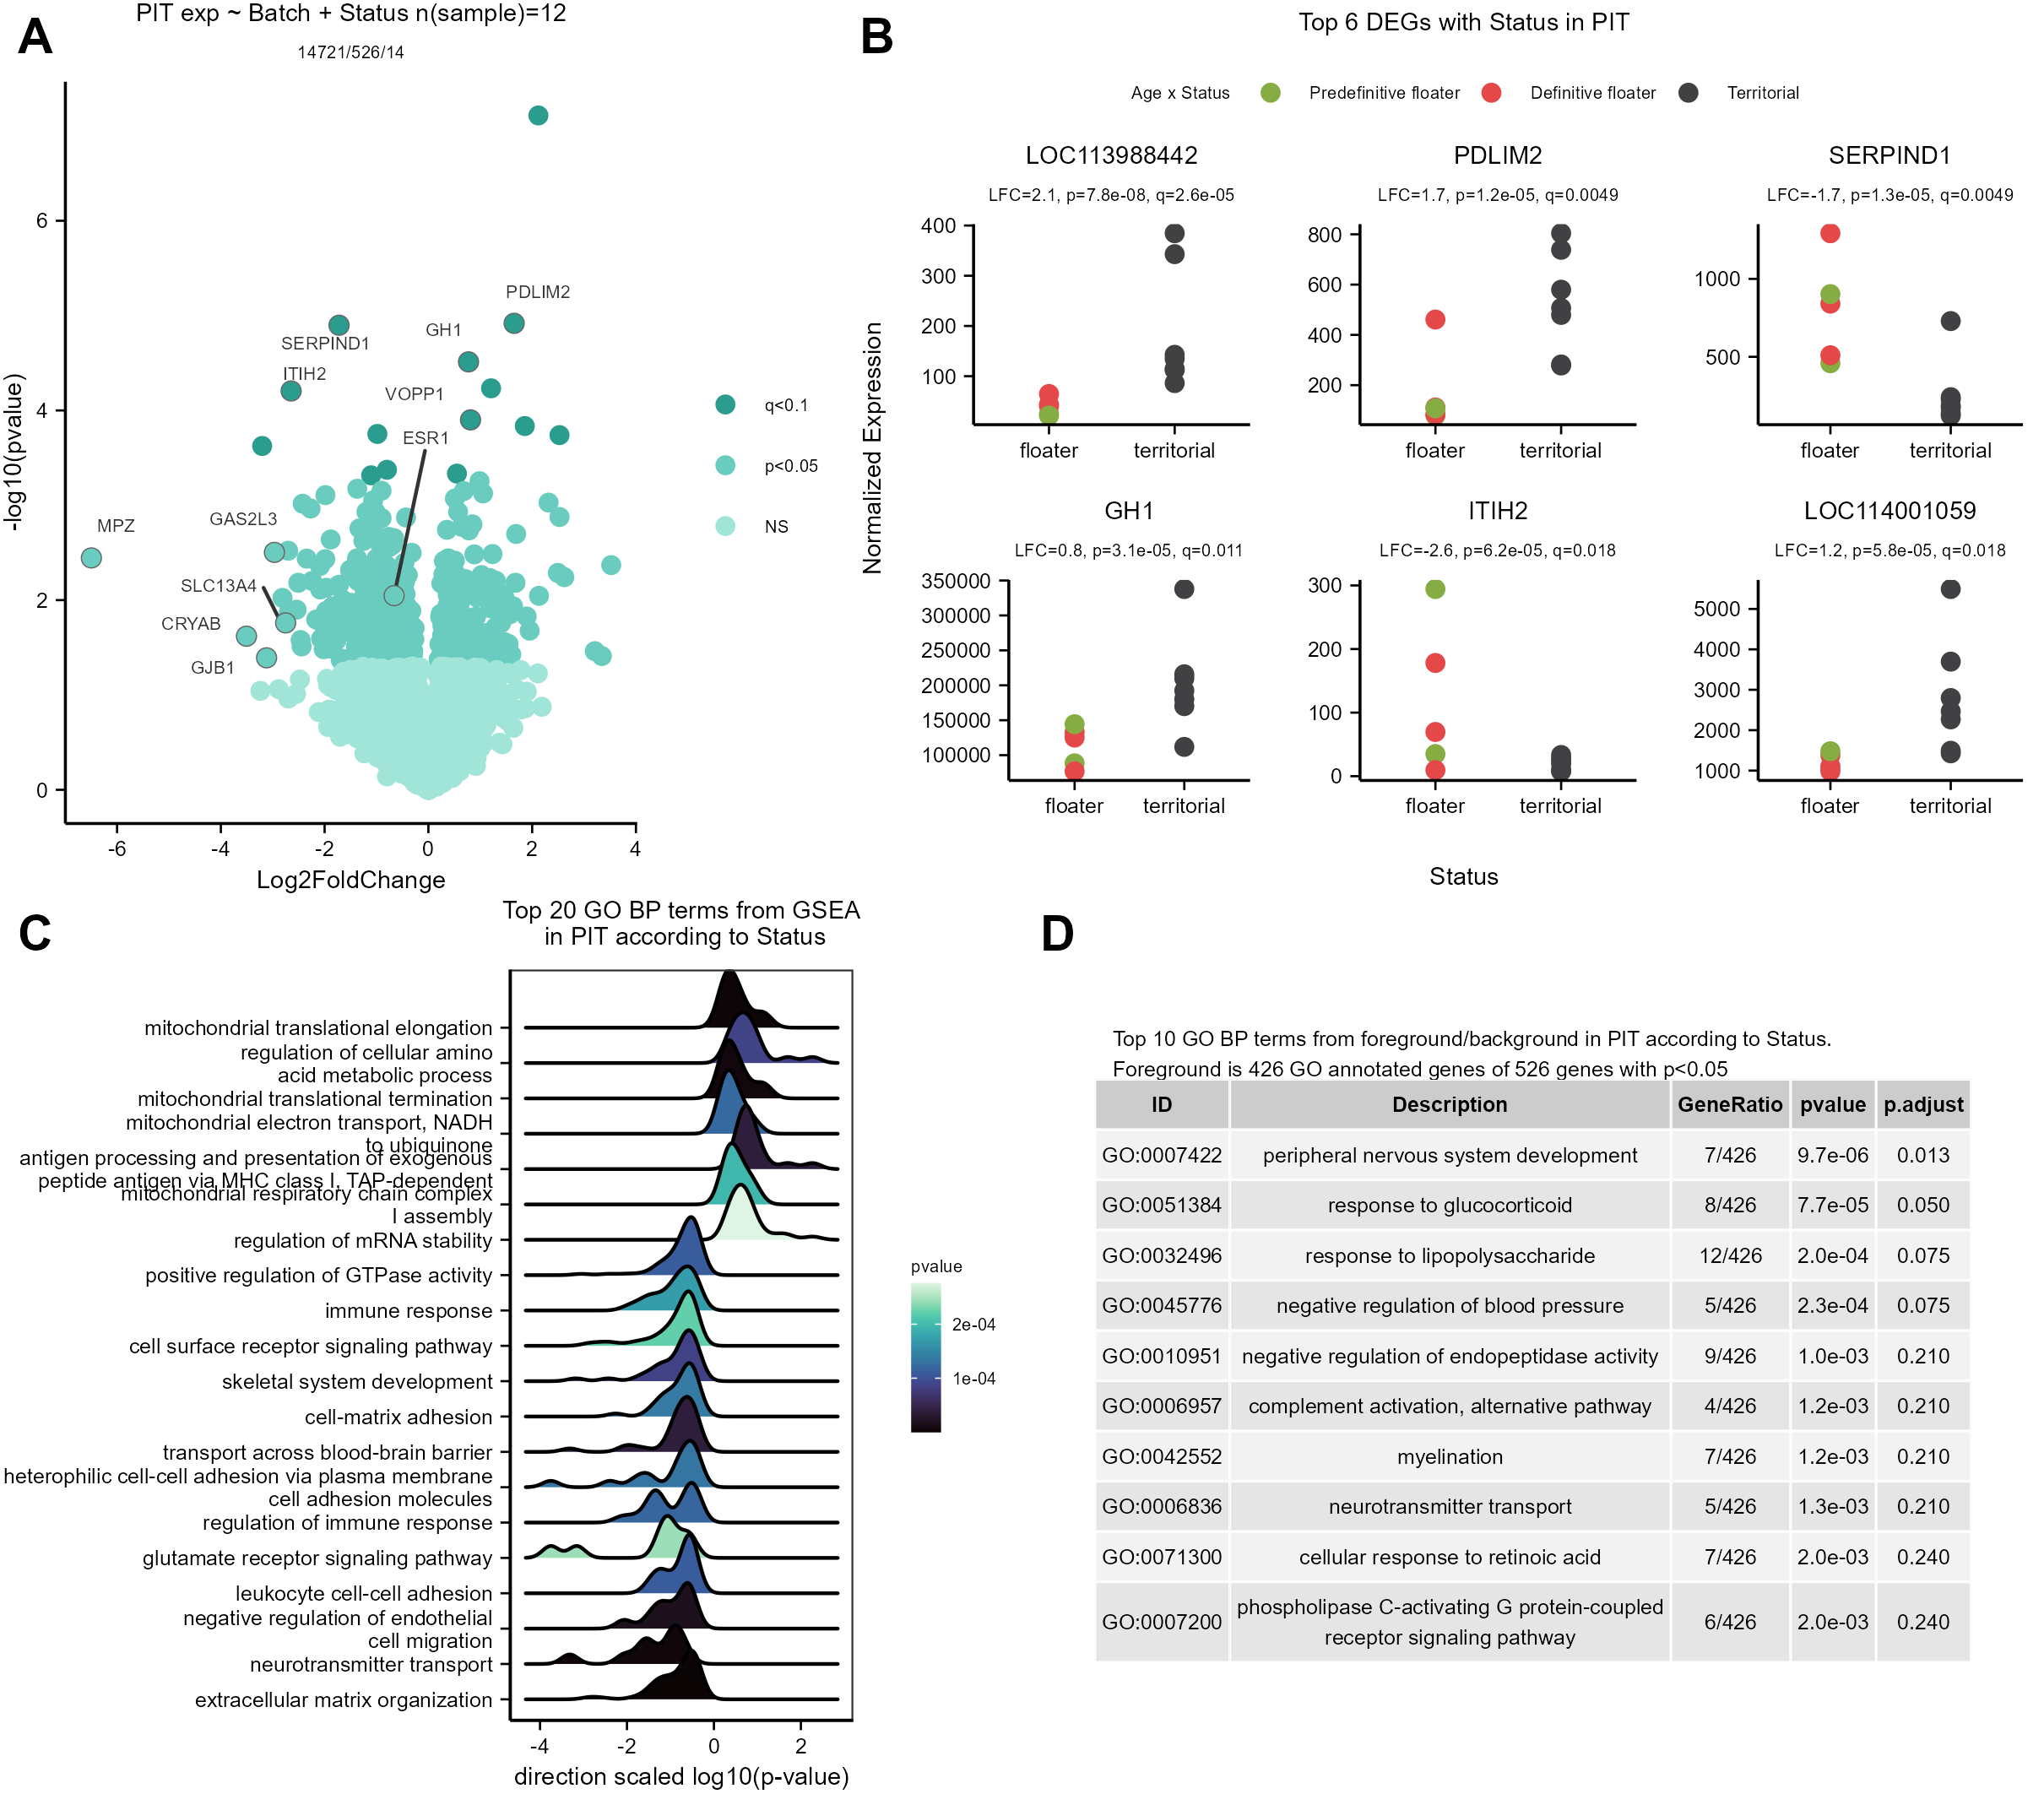 A
PIT exp ~ Batch + Status n(sample)=12
14721/526/14
-log10(pvalue)
6
4
2
0
PDLIM2
SERPIND1
GH1
ITIH2
VOPP1
ESR1
GAS2L3
MPZ
SLC13A4
CRYAB
GJB1
-6
-4
-2
0
2
4
Log2FoldChange
q<0.1
p<0.05
NS
B
Top 6 DEGs with Status in PIT
Age x Status Predefinitive floater Definitive floater Territorial
Normalized Expression
LOC113988442
LFC=2.1, p=7.8e-08, q=2.6e-05
400
300
200
100
floater territorial
PDLIM2
LFC=1.7, p=1.2e-05, q=0.0049
800
600
400
200
floater territorial
SERPIND1
LFC=-1.7, p=1.3e-05, q=0.0049
1000
500
floater territorial
GH1
LFC=0.8, p=3.1e-05, q=0.011
350000
300000
250000
200000
150000
100000
floater territorial
ITIH2
LFC=-2.6, p=6.2e-05, q=0.018
300
200
100
0
floater territorial
LOC114001059
LFC=1.2, p=5.8e-05, q=0.018
5000
4000
3000
2000
1000
floater territorial
Status
C
Top 20 GO BP terms from GSEA
in PIT according to Status
mitochondrial translational elongation
regulation of cellular amino
acid metabolic process
mitochondrial translational termination
mitochondrial electron transport, NADH
to ubiquinone
antigen processing and presentation of exogenous
peptide antigen via MHC class I, TAP-dependent
mitochondrial respiratory chain complex
I assembly
regulation of mRNA stability
positive regulation of GTPase activity
immune response
cell surface receptor signaling pathway
skeletal system development
cell-matrix adhesion
transport across blood-brain barrier
heterophilic cell-cell adhesion via plasma membrane
cell adhesion molecules
regulation of immune response
glutamate receptor signaling pathway
leukocyte cell-cell adhesion
negative regulation of endothelial
cell migration
neurotransmitter transport
extracellular matrix organization
-4
-2
0
2
direction scaled log10(p-value)
pvalue
2e-04
1e-04
D
Top 10 GO BP terms from foreground/background in PIT according to Status.
Foreground is 426 GO annotated genes of 526 genes with p<0.05
ID Description GeneRatio pvalue p.adjust
GO:0007422 peripheral nervous system development 7/426 9.7e-06 0.013
GO:0051384 response to glucocorticoid 8/426 7.7e-05 0.050
GO:0032496 response to lipopolysaccharide 12/426 2.0e-04 0.075
GO:0045776 negative regulation of blood pressure 5/426 2.3e-04 0.075
GO:0010951 negative regulation of endopeptidase activity 9/426 1.0e-03 0.210
GO:0006957 complement activation, alternative pathway 4/426 1.2e-03 0.210
GO:0042552 myelination 7/426 1.2e-03 0.210
GO:0006836 neurotransmitter transport 5/426 1.3e-03 0.210
GO:0071300 cellular response to retinoic acid 7/426 2.0e-03 0.240
GO:0007200 phospholipase C-activating G protein-coupled
receptor signaling pathway 6/426 2.0e-03 0.240